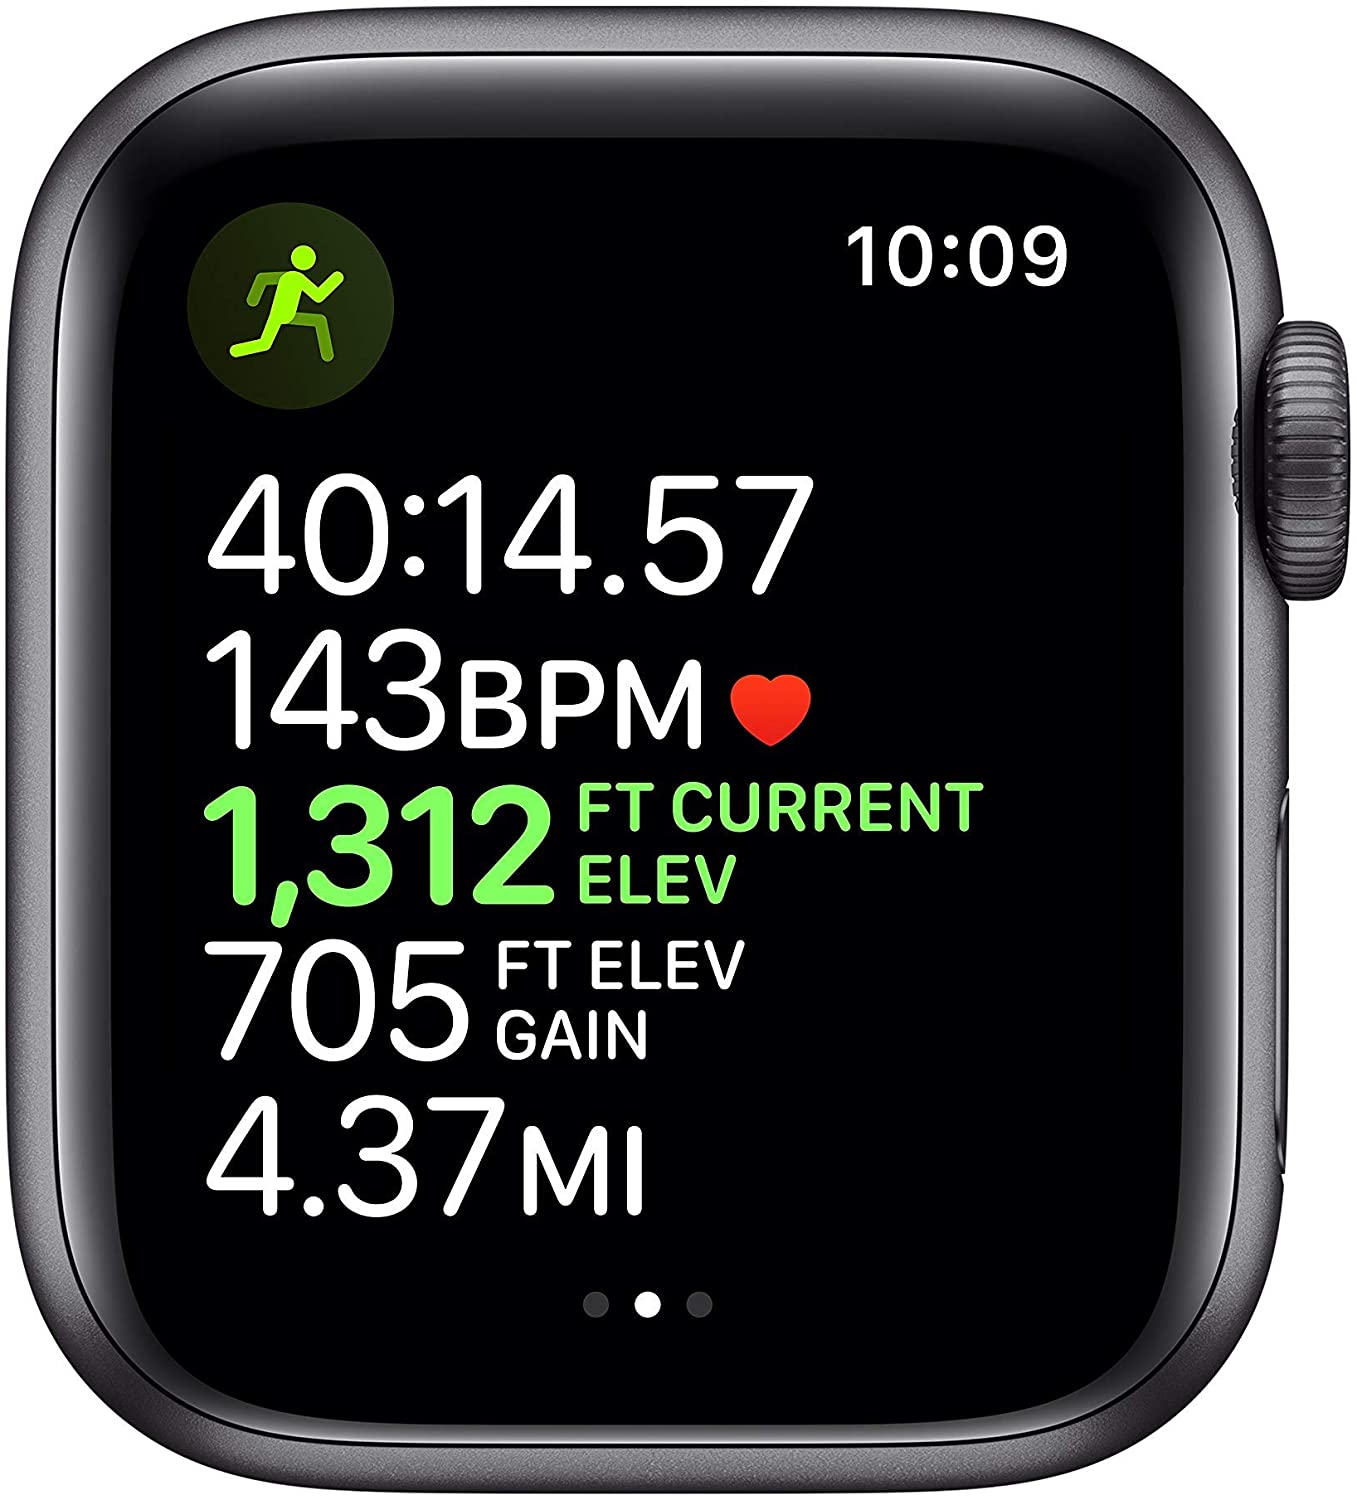 10:09
40:14.57
143BPM
1,312 FT CURRENT
ELEV
705 FT ELEV
GAIN
4.37MI